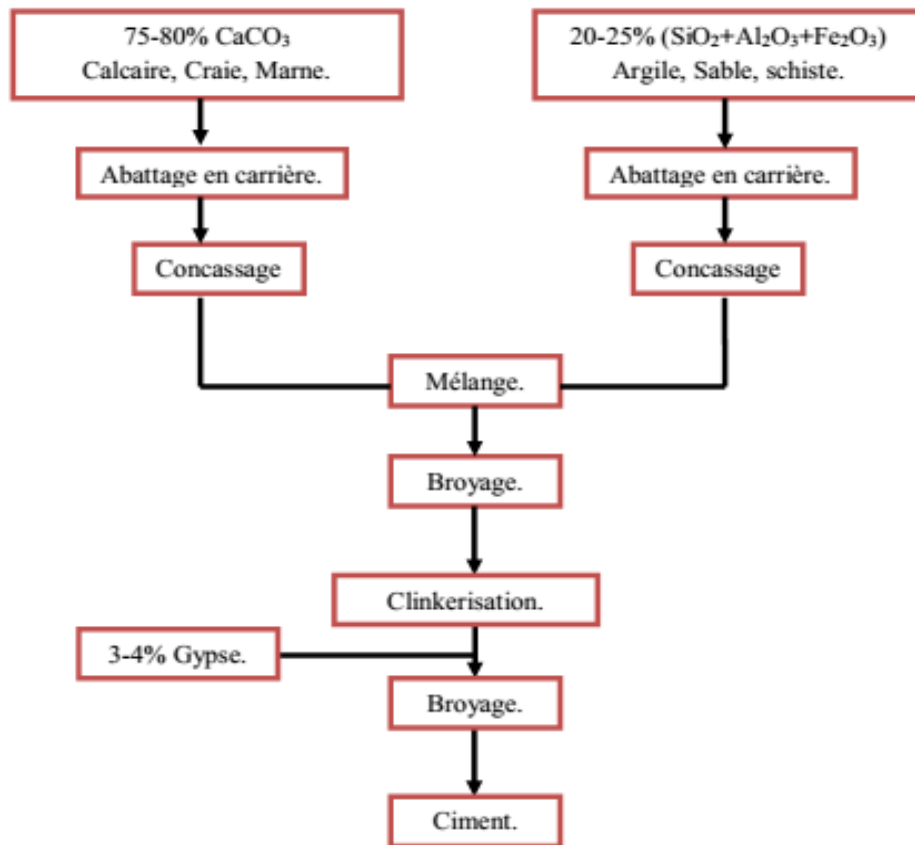 75-80% CaCO₃
Calcaire, Craie, Marne.
20-25% (SiO₂+Al₂O₃+Fe₂O₃)
Argile, Sable, schiste.
Abattage en carrière.
Abattage en carrière.
Concassage
Concassage
Mélange.
Broyage.
Clinkerisation.
3-4% Gypse.
Broyage.
Ciment.